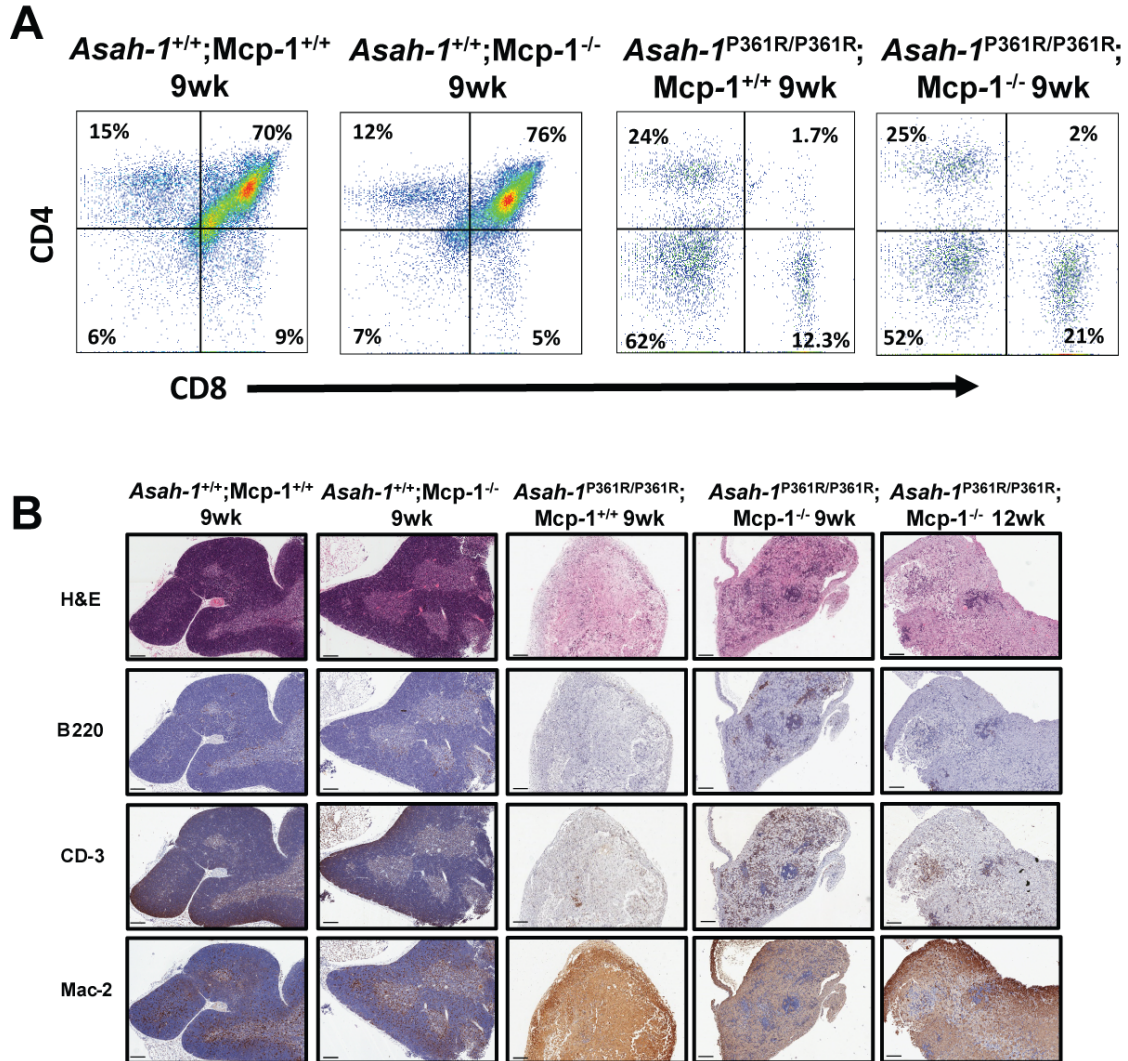 A
Asah-1+/+;Mcp-1+/+ 9wk
Asah-1+/+;Mcp-1-/- 9wk
Asah-1P361R/P361R; Mcp-1+/+ 9wk
Asah-1P361R/P361R; Mcp-1-/- 9wk
15% 70%
6% 9%
12% 76%
7% 5%
24% 1.7%
62% 12.3%
25% 2%
52% 21%
CD4
CD8
B
Asah-1+/+;Mcp-1+/+ 9wk
Asah-1+/+;Mcp-1-/- 9wk
Asah-1P361R/P361R; Mcp-1+/+ 9wk
Asah-1P361R/P361R; Mcp-1-/- 9wk
Asah-1P361R/P361R; Mcp-1-/- 12wk
H&E
B220
CD-3
Mac-2